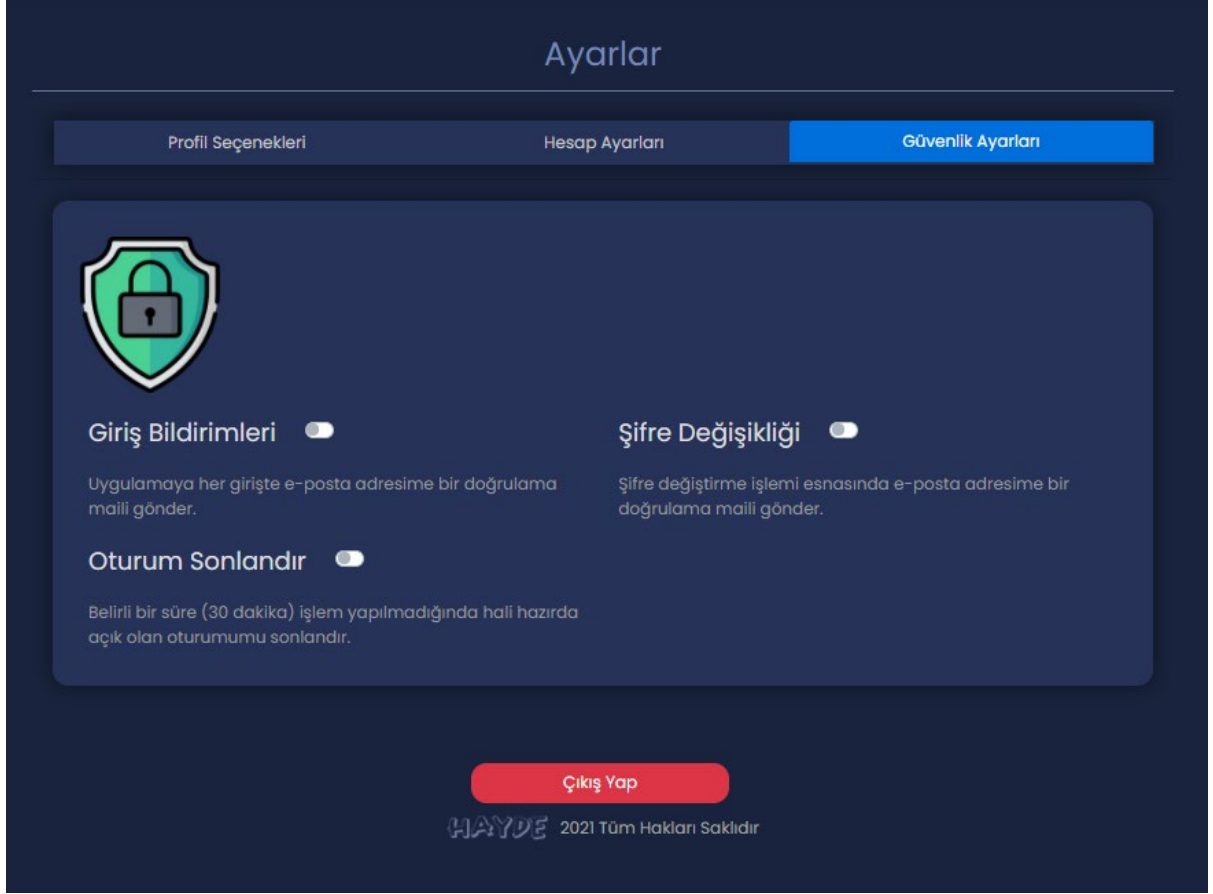 Ayarlar
Profil Seçenekleri
Hesap Ayarları
Güvenlik Ayarları
Giriş Bildirimleri
Uygulamaya her girişte e-posta adresime bir doğrulama
maili gönder.
Şifre Değişikliği
Şifre değiştirme işlemi esnasında e-posta adresime bir
doğrulama maili gönder.
Oturum Sonlandır
Belirli bir süre (30 dakika) işlem yapılmadığında hali hazırda
açık olan oturumumu sonlandır.
Çıkış Yap
HAYDE 2021 Tüm Hakları Saklıdır